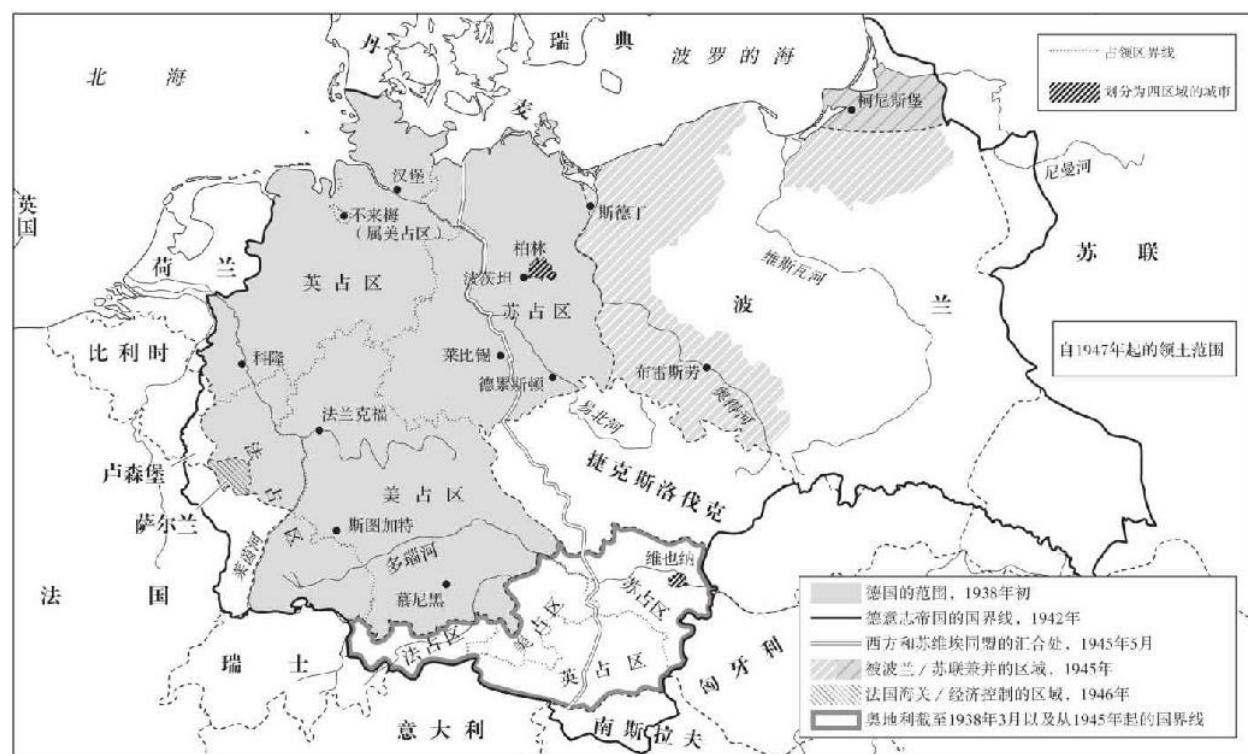 北 海
丹
麦
瑞 典
波 罗 的 海
占领区界线
划分为四区域的城市
柯尼斯堡
尼曼河
英国
汉堡
不来梅
(属美占区)
斯德丁
荷 兰
柏林
波茨坦
英占区
苏占区
维斯瓦河
苏 联
波 兰
自1947年起的领土范围
比利时
科隆
莱比锡
德累斯顿
布雷斯劳
奥得河
易北河
法兰克福
卢森堡
法占区
美占区
捷克斯洛伐克
萨尔兰
斯图加特
莱茵河
多瑙河
慕尼黑
维也纳
苏占区
法 国
法占区
美占区
英占区
瑞 士
匈牙利
意大利
南斯拉夫
德国的范围,1938年初
德意志帝国的国界线,1942年
西方和苏维埃同盟的汇合处,1945年5月
被波兰/苏联兼并的区域,1945年
法国海关/经济控制的区域,1946年
奥地利截至1938年3月以及从1945年起的国界线